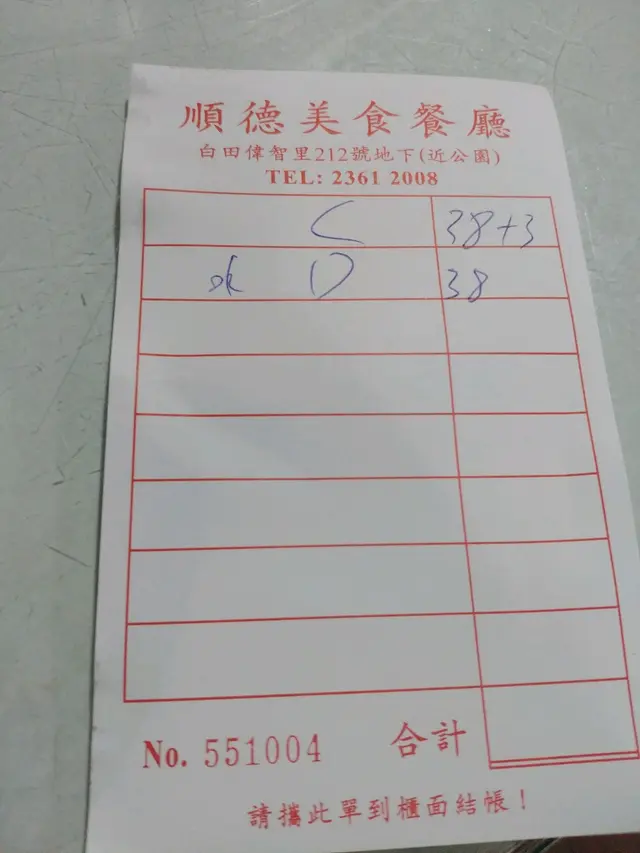 順德美食餐廳
白田偉智里212號地下(近公園)
TEL: 2361 2008
C 38+3
D 38
No. 551004 合計
請攜此單到櫃面結帳！